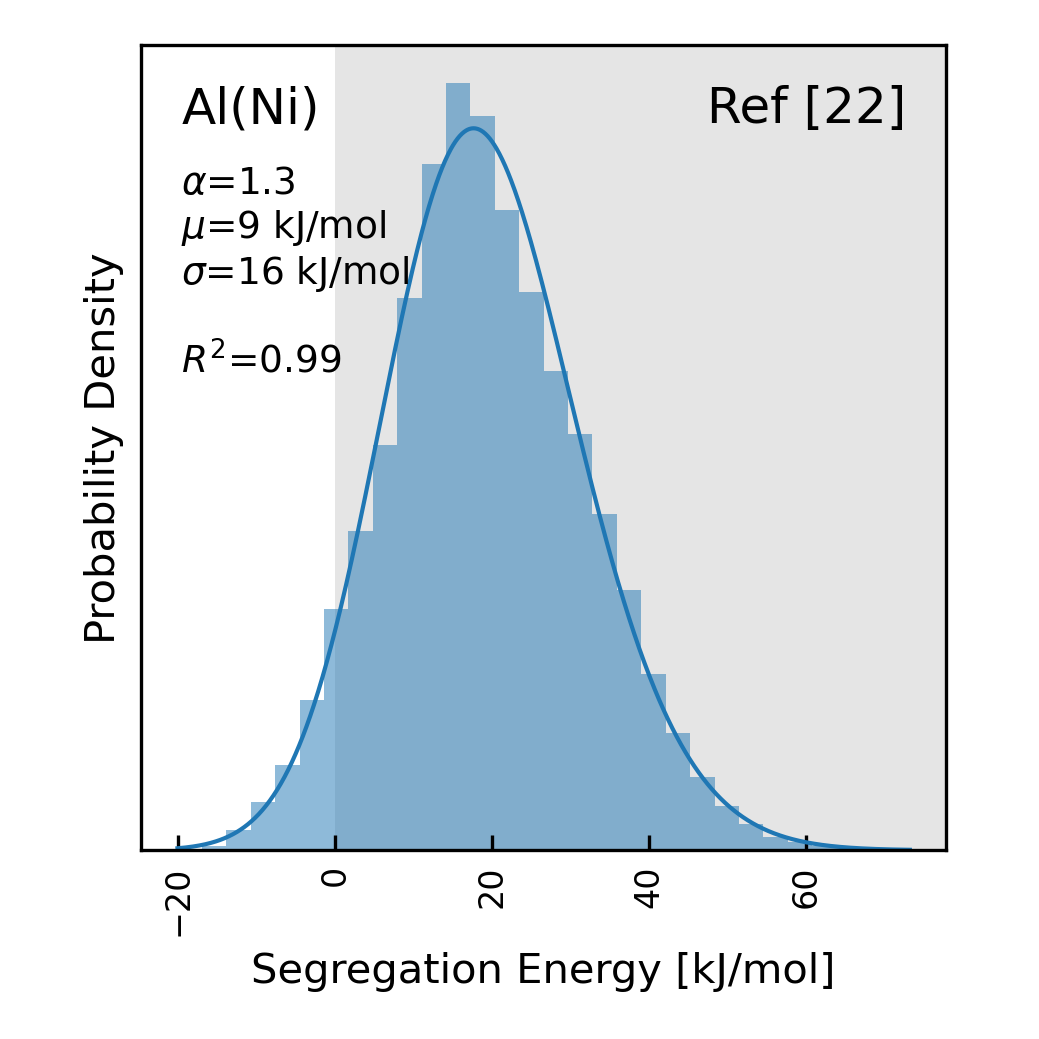 Al(Ni)
Ref [22]
α=1.3
μ=9 kJ/mol
σ=16 kJ/mol
R²=0.99
Probability Density
−20
0
20
40
60
Segregation Energy [kJ/mol]